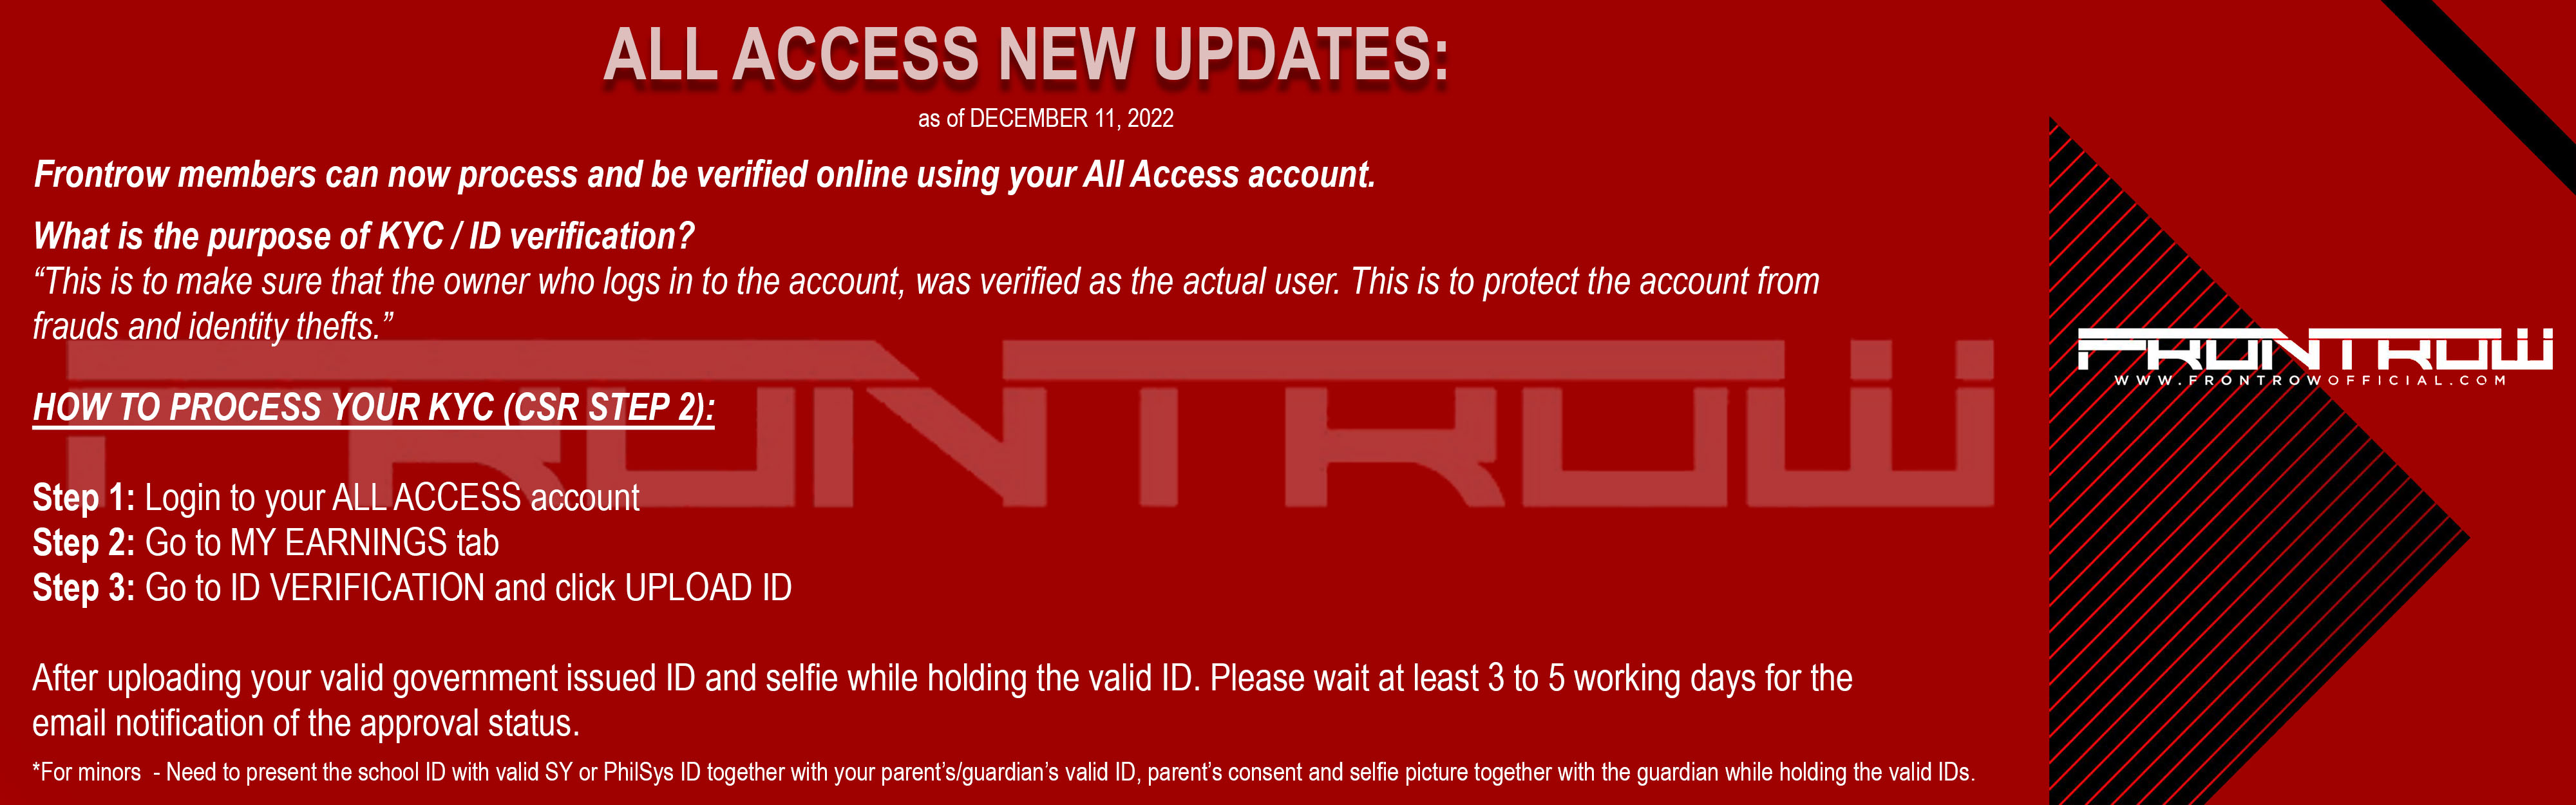 ALL ACCESS NEW UPDATES:
as of DECEMBER 11, 2022
Frontrow members can now process and be verified online using your All Access account.
What is the purpose of KYC / ID verification?
“This is to make sure that the owner who logs in to the account, was verified as the actual user. This is to protect the account from
frauds and identity thefts.”
FRONTROW
HOW TO PROCESS YOUR KYC (CSR STEP 2):
Step 1: Login to your ALL ACCESS account
Step 2: Go to MY EARNINGS tab
Step 3: Go to ID VERIFICATION and click UPLOAD ID
After uploading your valid government issued ID and selfie while holding the valid ID. Please wait at least 3 to 5 working days for the
email notification of the approval status.
*For minors  - Need to present the school ID with valid SY or PhilSys ID together with your parent’s/guardian’s valid ID, parent’s consent and selfie picture together with the guardian while holding the valid IDs.
FRONTROW
WWW.FRONTROWOFFICIAL.COM